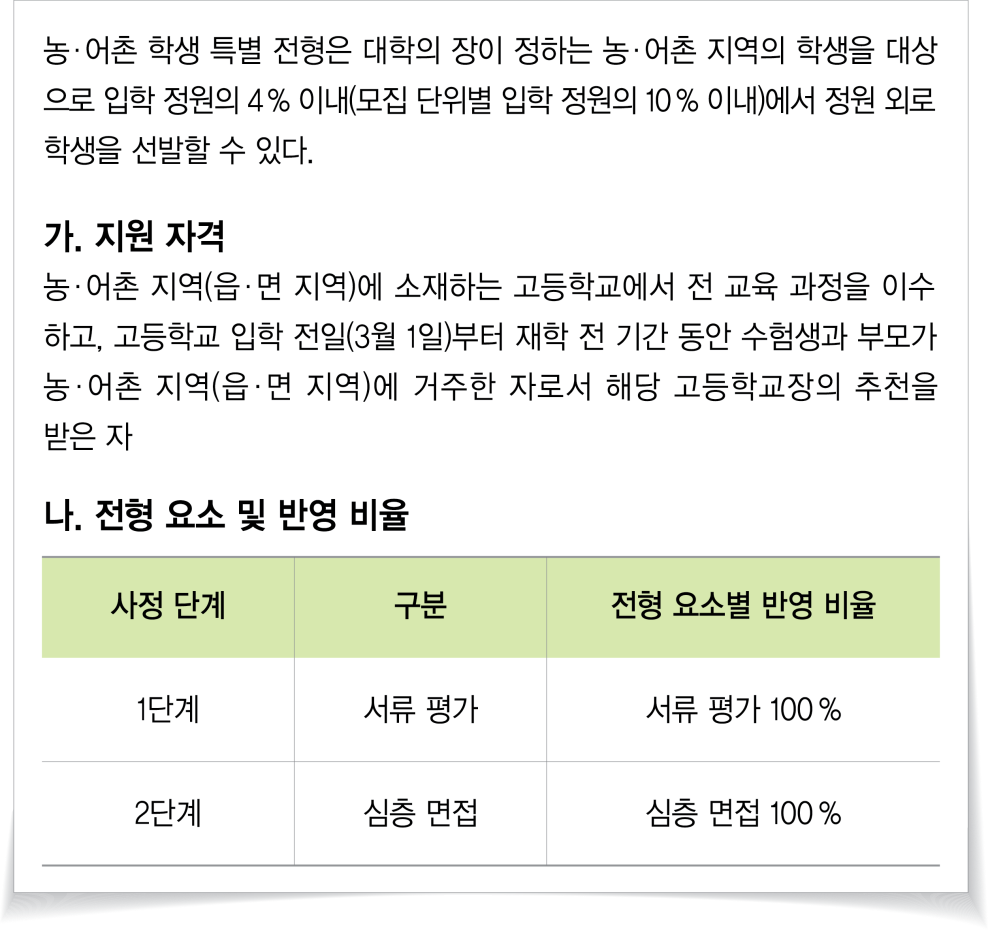 농·어촌 학생 특별 전형은 대학의 장이 정하는 농·어촌 지역의 학생을 대상
으로 입학 정원의 4% 이내(모집 단위별 입학 정원의 10% 이내)에서 정원 외로
학생을 선발할 수 있다.
가. 지원 자격
농·어촌 지역(읍·면 지역)에 소재하는 고등학교에서 전 교육 과정을 이수
하고, 고등학교 입학 전일(3월 1일)부터 재학 전 기간 동안 수험생과 부모가
농·어촌 지역(읍·면 지역)에 거주한 자로서 해당 고등학교장의 추천을
받은 자
나. 전형 요소 및 반영 비율
사정 단계 구분 전형 요소별 반영 비율
1단계 서류 평가 서류 평가 100%
2단계 심층 면접 심층 면접 100%